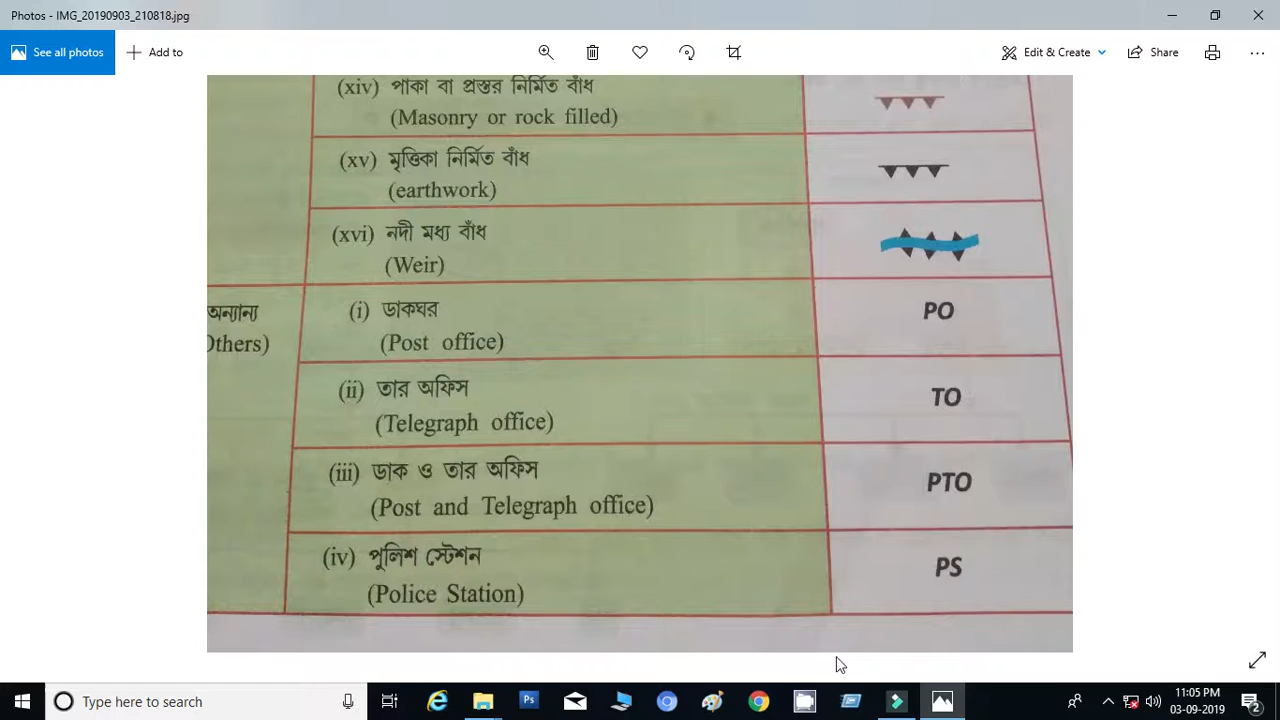 Photos - IMG_20190903_210818.jpg
See all photos
Add to
Edit & Create
Share
(xiv) পাকা বা প্রস্তর নির্মিত বাঁধ
(Masonry or rock filled)
(xv) মৃত্তিকা নির্মিত বাঁধ
(earthwork)
(xvi) নদী মধ্য বাঁধ
(Weir)
অন্যান্য
Others)
(i) ডাকঘর
(Post office)
PO
(ii) তার অফিস
(Telegraph office)
TO
(iii) ডাক ও তার অফিস
(Post and Telegraph office)
PTO
(iv) পুলিশ স্টেশন
(Police Station)
PS
Type here to search
11:05 PM
03-09-2019
2